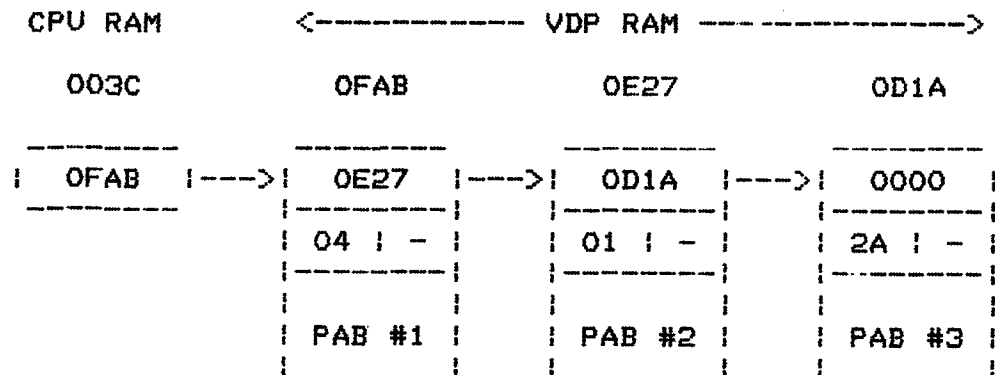 CPU RAM <----------- VDP RAM --------------->
003C 0FAB 0E27 0D1A
| 0FAB |--->| 0E27 |--->| 0D1A |--->| 0000 |
| 04 | - | | 01 | - | | 2A | - |
| PAB #1 | | PAB #2 | | PAB #3 |